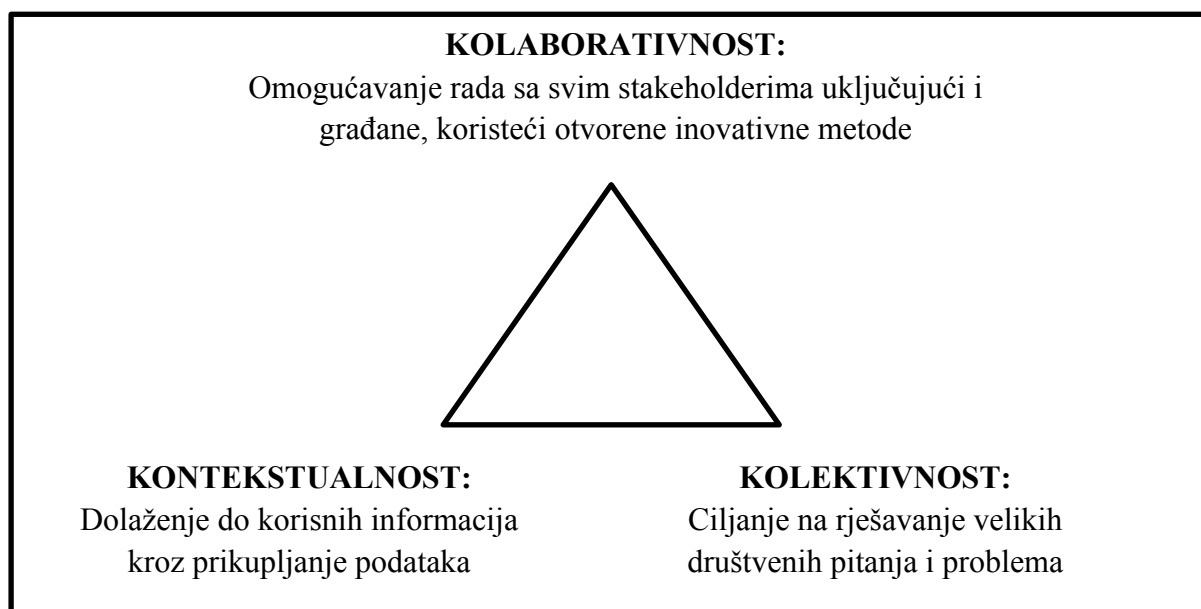 KOLABORATIVNOST:
Omogućavanje rada sa svim stakeholderima uključujući i
građane, koristeći otvorene inovativne metode
KONTEKSTUALNOST:
Dolaženje do korisnih informacija
kroz prikupljanje podataka
KOLEKTIVNOST:
Ciljanje na rješavanje velikih
društvenih pitanja i problema